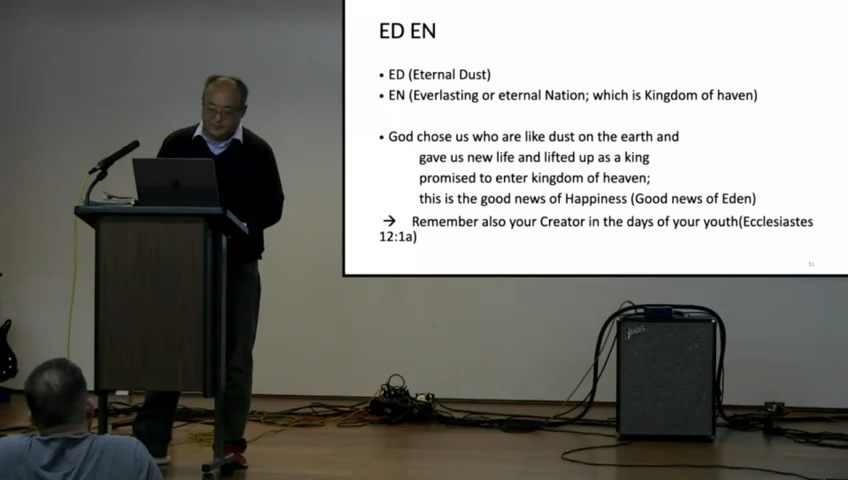 ED EN
• ED (Eternal Dust)
• EN (Everlasting or eternal Nation; which is Kingdom of haven)
• God chose us who are like dust on the earth and
gave us new life and lifted up as a king
promised to enter kingdom of heaven;
this is the good news of Happiness (Good news of Eden)
→ Remember also your Creator in the days of your youth(Ecclesiastes
12:1a)
Fender